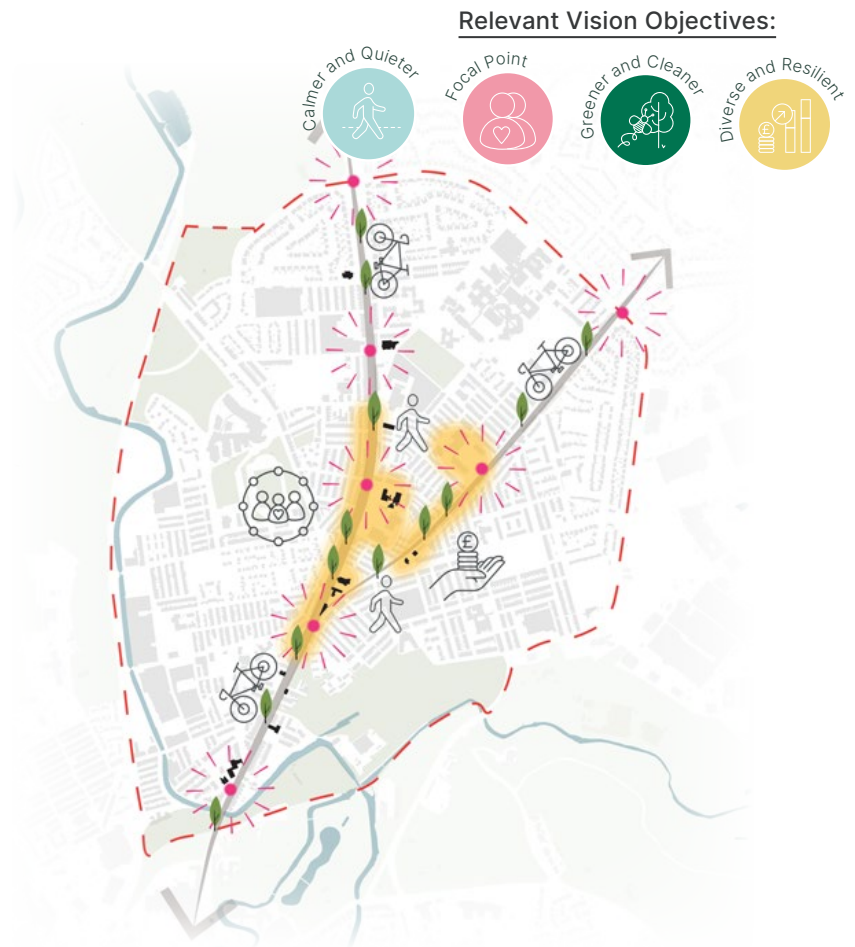 Relevant Vision Objectives:
Calmer and Quieter
Focal Point
Greener and Cleaner
Diverse and Resilient
£
£